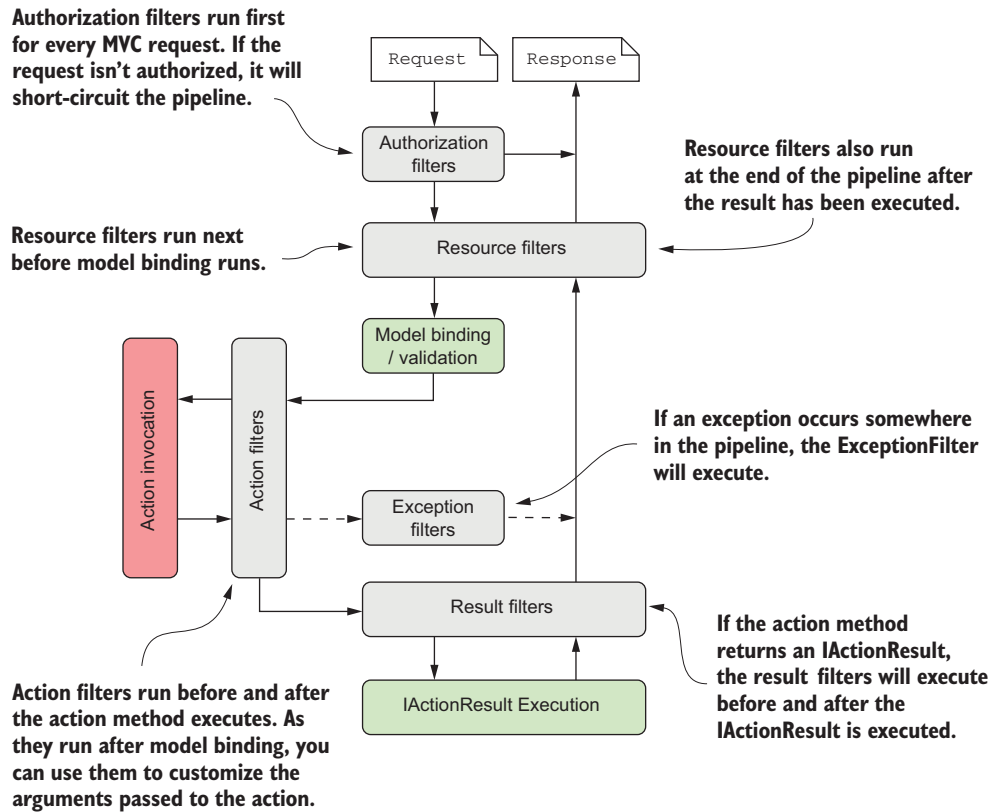 Authorization filters run first
for every MVC request. If the
request isn't authorized, it will
short-circuit the pipeline.
Request
Response
Authorization
filters
Resource filters also run
at the end of the pipeline after
the result has been executed.
Resource filters run next
before model binding runs.
Resource filters
Model binding
/ validation
Action invocation
Action filters
If an exception occurs somewhere
in the pipeline, the ExceptionFilter
will execute.
Exception
filters
Result filters
If the action method
returns an IActionResult,
the result filters will execute
before and after the
IActionResult is executed.
IActionResult Execution
Action filters run before and after
the action method executes. As
they run after model binding, you
can use them to customize the
arguments passed to the action.